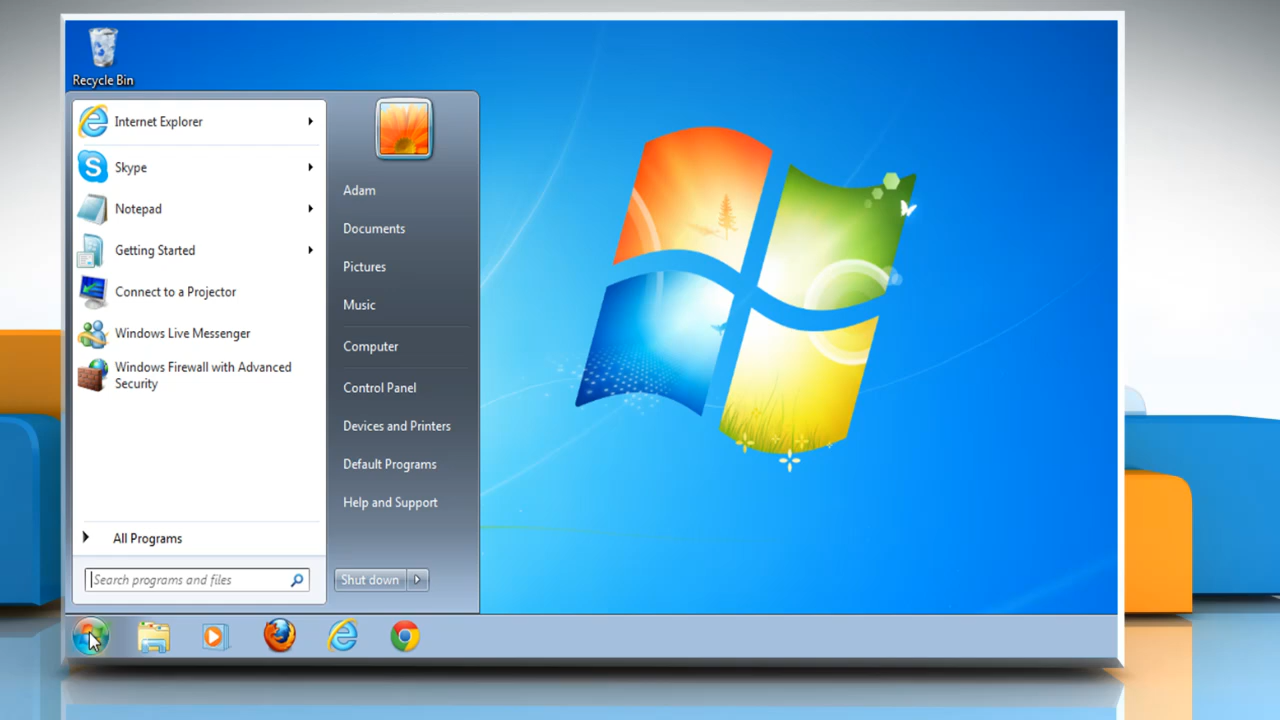 Recycle Bin
Internet Explorer
Skype
Notepad
Getting Started
Connect to a Projector
Windows Live Messenger
Windows Firewall with Advanced
Security
All Programs
Search programs and files
Adam
Documents
Pictures
Music
Computer
Control Panel
Devices and Printers
Default Programs
Help and Support
Shut down